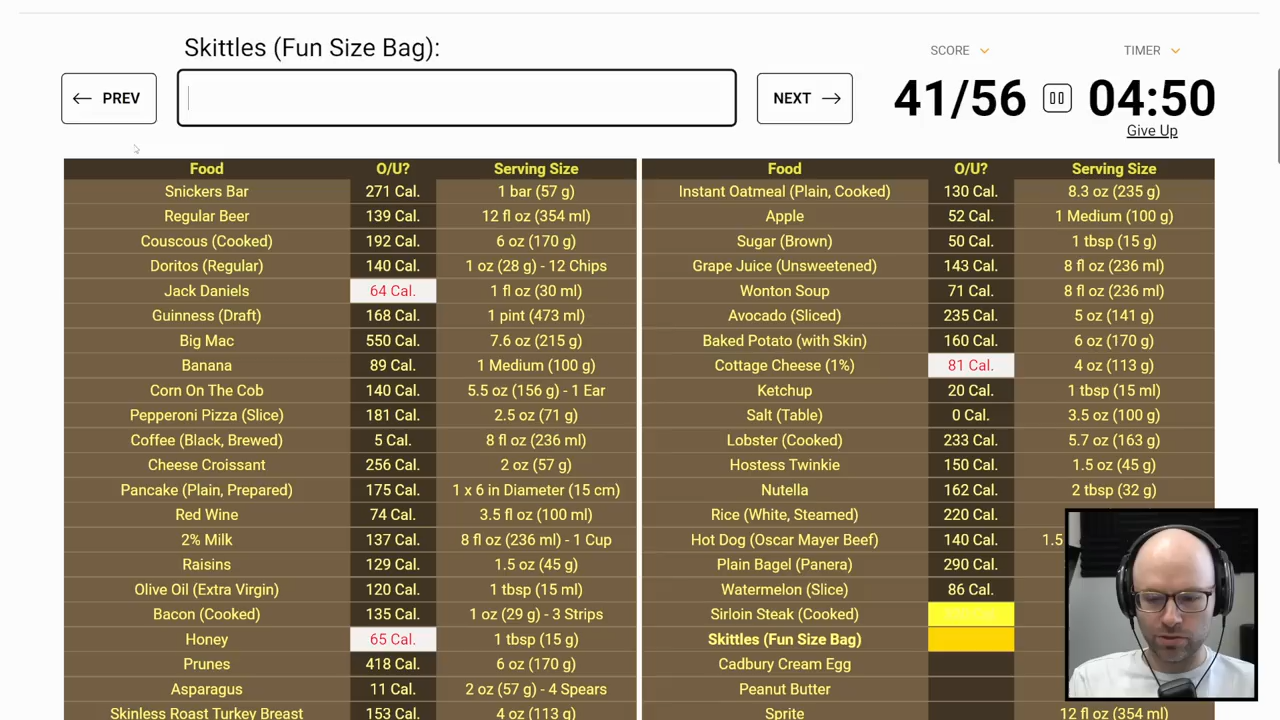 Skittles (Fun Size Bag):
SCORE
TIMER
PREV
NEXT
41/56
04:50
Give Up
Food O/U? Serving Size
Snickers Bar 271 Cal. 1 bar (57 g)
Regular Beer 139 Cal. 12 fl oz (354 ml)
Couscous (Cooked) 192 Cal. 6 oz (170 g)
Doritos (Regular) 140 Cal. 1 oz (28 g) - 12 Chips
Jack Daniels 64 Cal. 1 fl oz (30 ml)
Guinness (Draft) 168 Cal. 1 pint (473 ml)
Big Mac 550 Cal. 7.6 oz (215 g)
Banana 89 Cal. 1 Medium (100 g)
Corn On The Cob 140 Cal. 5.5 oz (156 g) - 1 Ear
Pepperoni Pizza (Slice) 181 Cal. 2.5 oz (71 g)
Coffee (Black, Brewed) 5 Cal. 8 fl oz (236 ml)
Cheese Croissant 256 Cal. 2 oz (57 g)
Pancake (Plain, Prepared) 175 Cal. 1 x 6 in Diameter (15 cm)
Red Wine 74 Cal. 3.5 fl oz (100 ml)
2% Milk 137 Cal. 8 fl oz (236 ml) - 1 Cup
Raisins 129 Cal. 1.5 oz (45 g)
Olive Oil (Extra Virgin) 120 Cal. 1 tbsp (15 ml)
Bacon (Cooked) 135 Cal. 1 oz (29 g) - 3 Strips
Honey 65 Cal. 1 tbsp (15 g)
Prunes 418 Cal. 6 oz (170 g)
Asparagus 11 Cal. 2 oz (57 g) - 4 Spears
Skinless Roast Turkey Breast 153 Cal. 4 oz (113 g)
Food O/U? Serving Size
Instant Oatmeal (Plain, Cooked) 130 Cal. 8.3 oz (235 g)
Apple 52 Cal. 1 Medium (100 g)
Sugar (Brown) 50 Cal. 1 tbsp (15 g)
Grape Juice (Unsweetened) 143 Cal. 8 fl oz (236 ml)
Wonton Soup 71 Cal. 8 fl oz (236 ml)
Avocado (Sliced) 235 Cal. 5 oz (141 g)
Baked Potato (with Skin) 160 Cal. 6 oz (170 g)
Cottage Cheese (1%) 81 Cal. 4 oz (113 g)
Ketchup 20 Cal. 1 tbsp (15 ml)
Salt (Table) 0 Cal. 3.5 oz (100 g)
Lobster (Cooked) 233 Cal. 5.7 oz (163 g)
Hostess Twinkie 150 Cal. 1.5 oz (45 g)
Nutella 162 Cal. 2 tbsp (32 g)
Rice (White, Steamed) 220 Cal.
Hot Dog (Oscar Mayer Beef) 140 Cal. 1.5
Plain Bagel (Panera) 290 Cal.
Watermelon (Slice) 86 Cal.
Sirloin Steak (Cooked)
Skittles (Fun Size Bag)
Cadbury Cream Egg
Peanut Butter
Sprite 12 fl oz (354 ml)